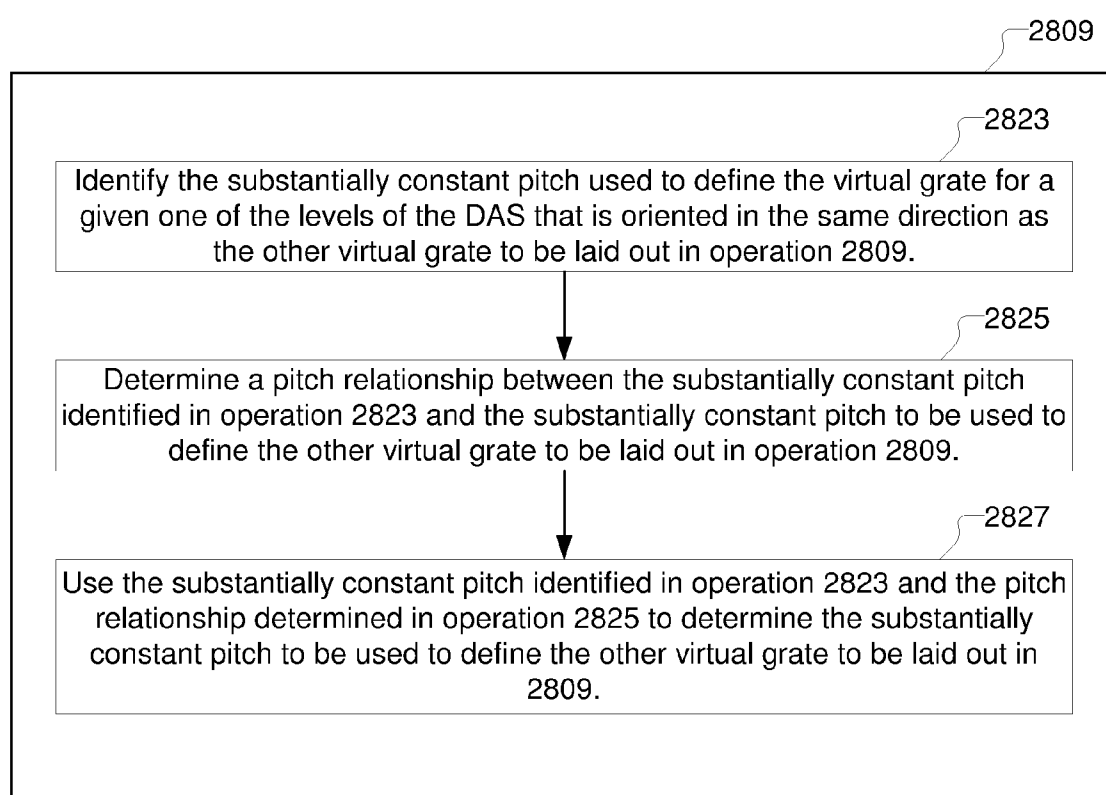 2809
2823
Identify the substantially constant pitch used to define the virtual grate for a
given one of the levels of the DAS that is oriented in the same direction as
the other virtual grate to be laid out in operation 2809.
2825
Determine a pitch relationship between the substantially constant pitch
identified in operation 2823 and the substantially constant pitch to be used to
define the other virtual grate to be laid out in operation 2809.
2827
Use the substantially constant pitch identified in operation 2823 and the pitch
relationship determined in operation 2825 to determine the substantially
constant pitch to be used to define the other virtual grate to be laid out in
2809.